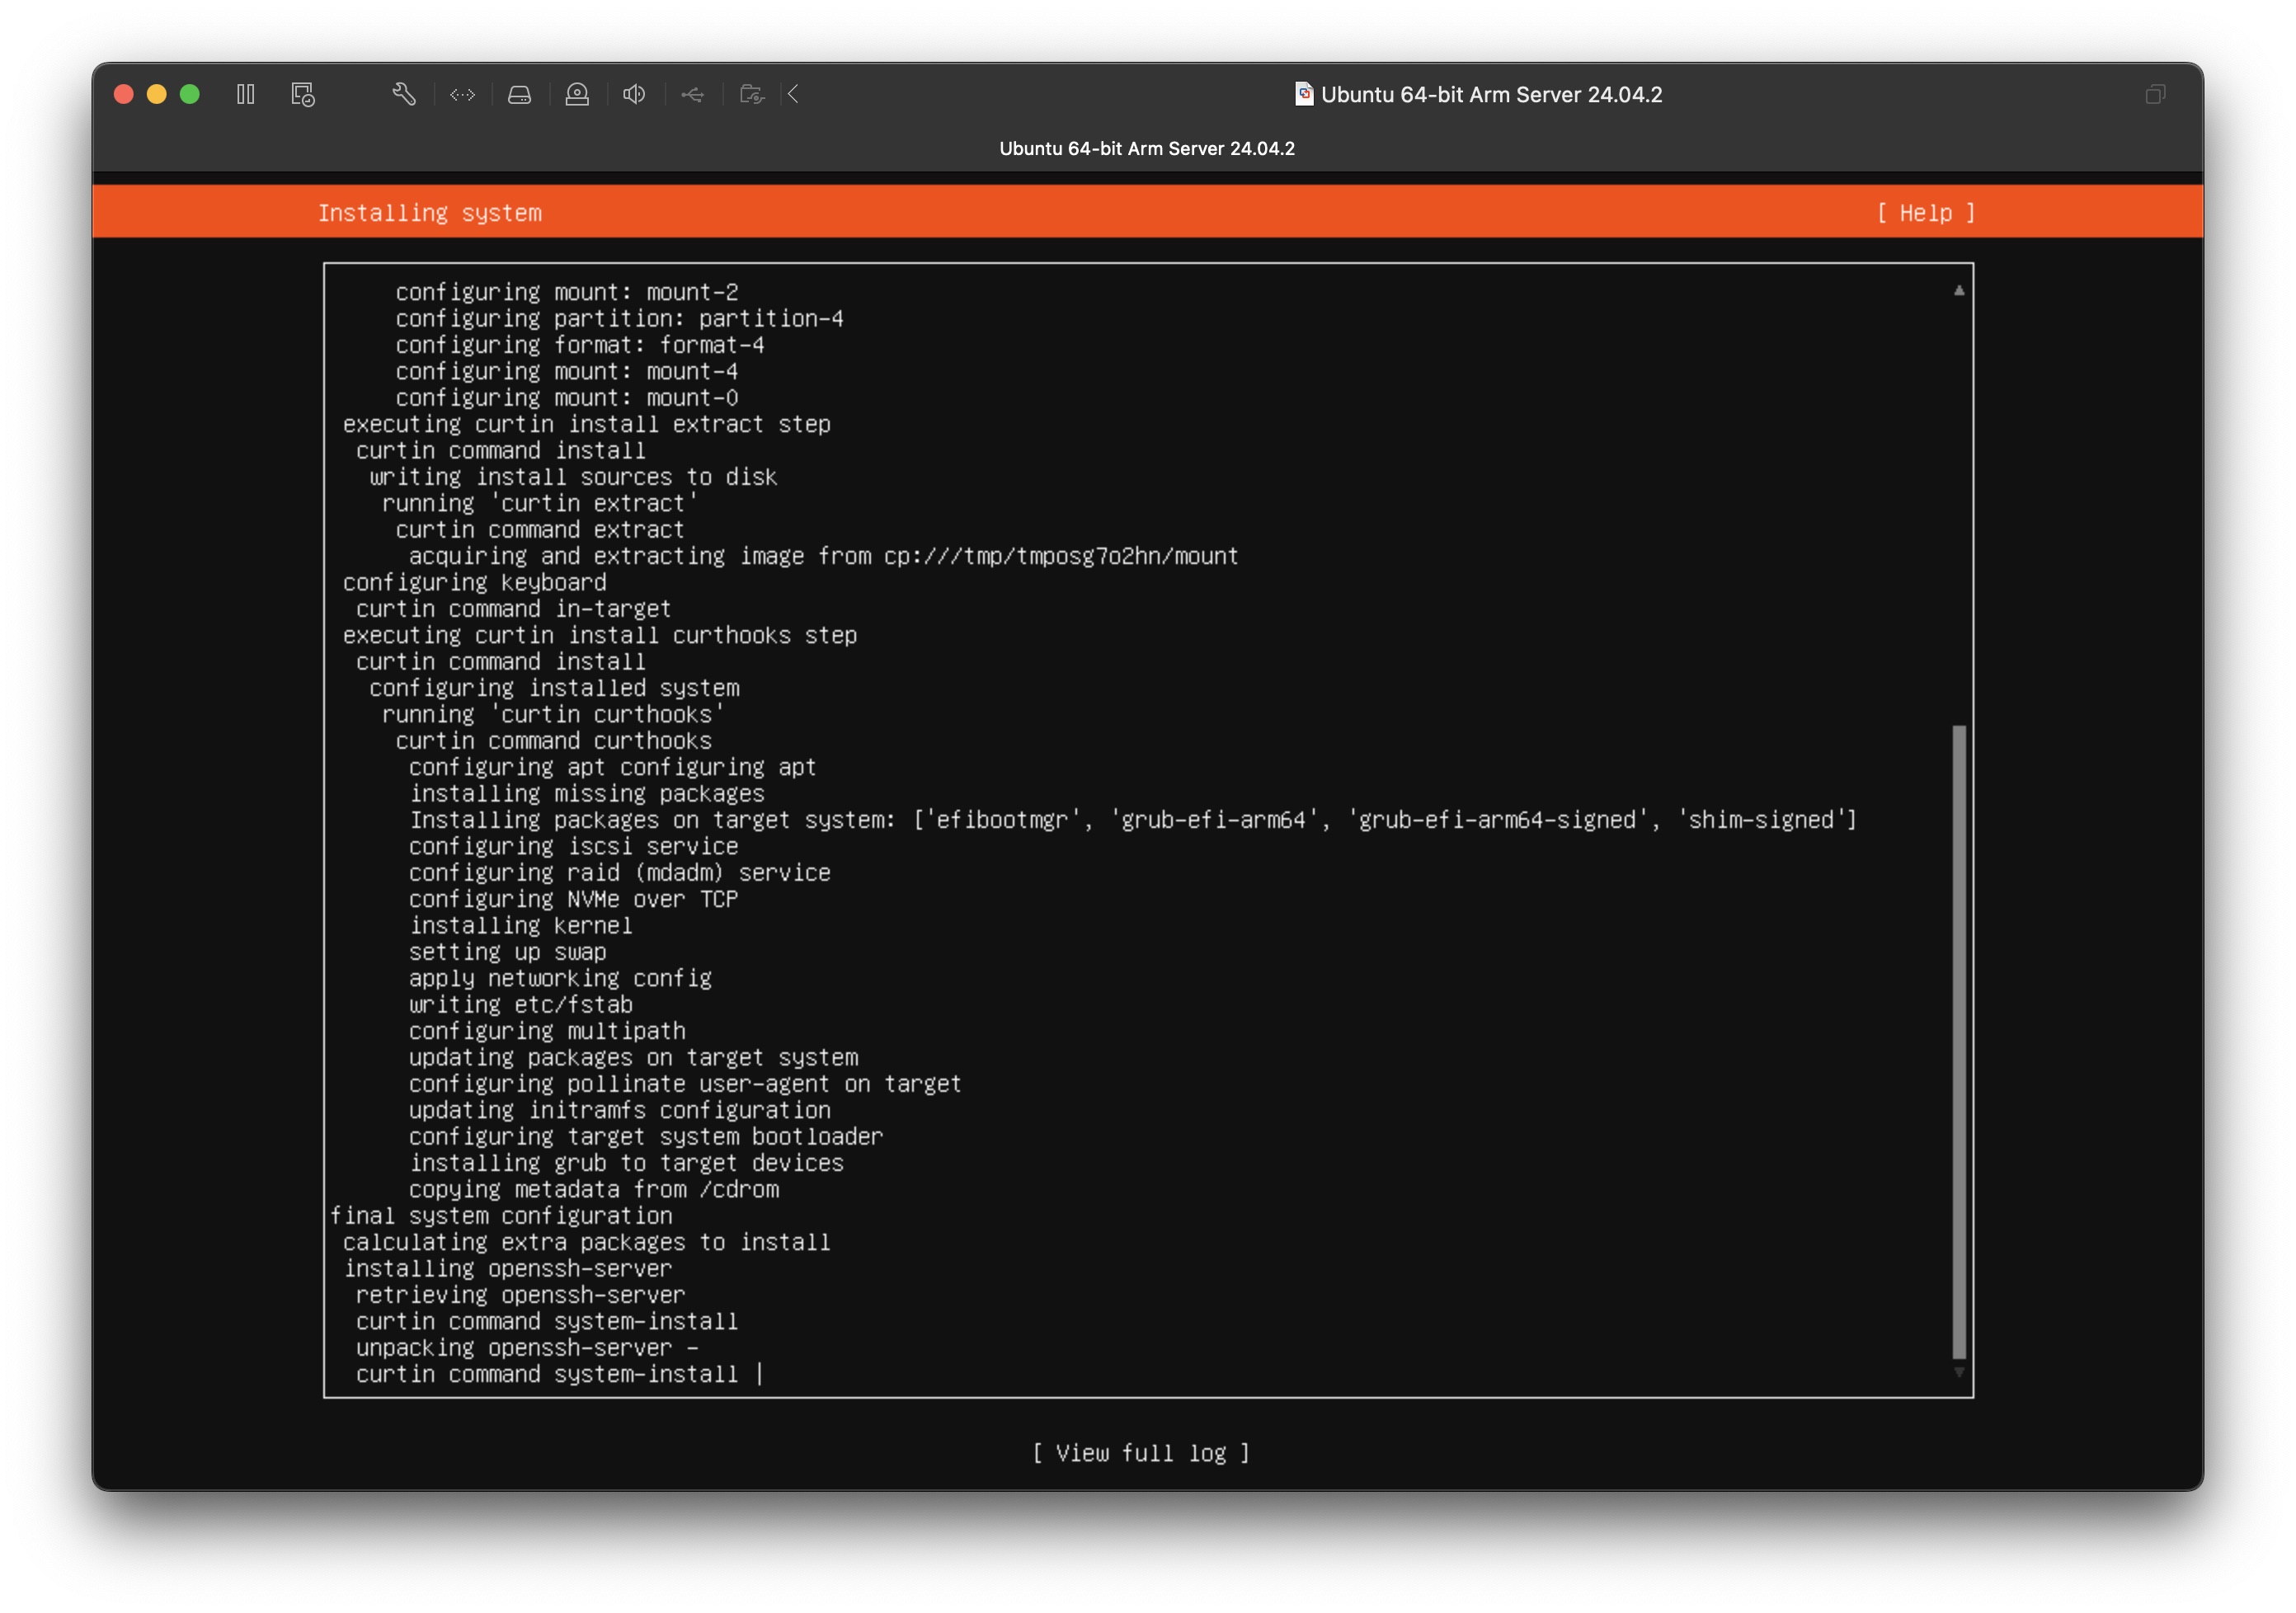 Ubuntu 64-bit Arm Server 24.04.2
Ubuntu 64-bit Arm Server 24.04.2
Installing system [ Help ]
configuring mount: mount-2
configuring partition: partition-4
configuring format: format-4
configuring mount: mount-4
configuring mount: mount-0
executing curtin install extract step
curtin command install
writing install sources to disk
running 'curtin extract'
curtin command extract
acquiring and extracting image from cp:///tmp/tmposg7o2hn/mount
configuring keyboard
curtin command in-target
executing curtin install curthooks step
curtin command install
configuring installed system
running 'curtin curthooks'
curtin command curthooks
configuring apt configuring apt
installing missing packages
Installing packages on target system: ['efibootmgr', 'grub-efi-arm64', 'grub-efi-arm64-signed', 'shim-signed']
configuring iscsi service
configuring raid (mdadm) service
configuring NVMe over TCP
installing kernel
setting up swap
apply networking config
writing etc/fstab
configuring multipath
updating packages on target system
configuring pollinate user-agent on target
updating initramfs configuration
configuring target system bootloader
installing grub to target devices
copying metadata from /cdrom
final system configuration
calculating extra packages to install
installing openssh-server
retrieving openssh-server
curtin command system-install
unpacking openssh-server -
curtin command system-install |
[ View full log ]